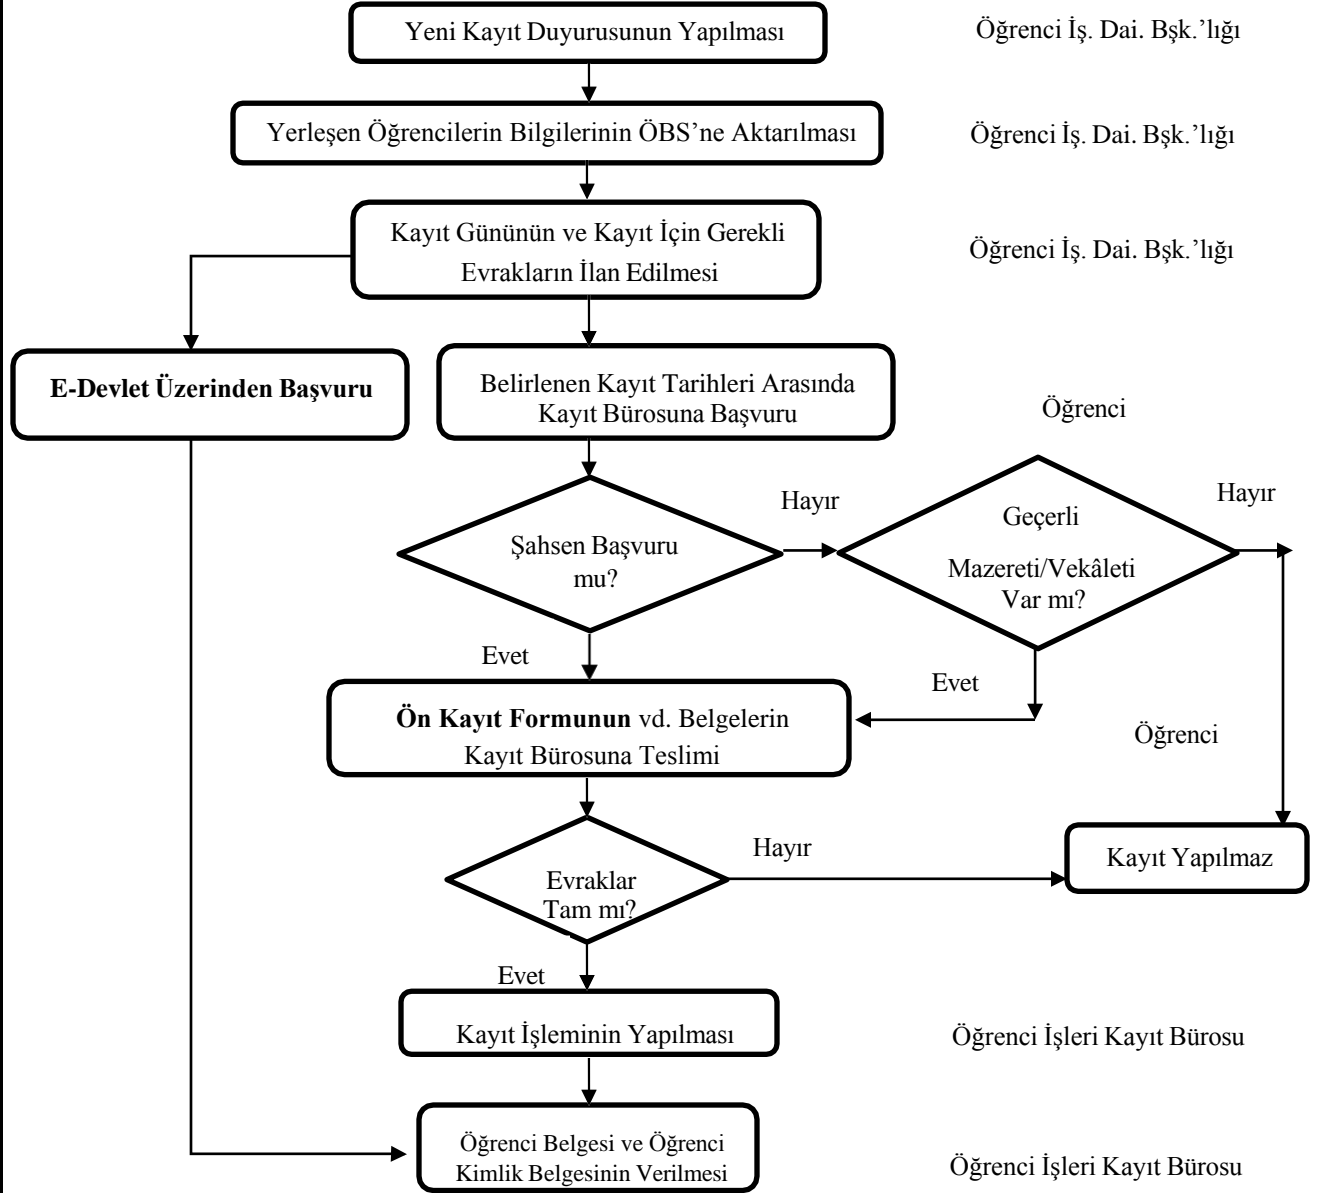 Yeni Kayıt Duyurusunun Yapılması
Öğrenci İş. Dai. Bşk.’lığı
Yerleşen Öğrencilerin Bilgilerinin ÖBS’ne Aktarılması
Öğrenci İş. Dai. Bşk.’lığı
Kayıt Gününün ve Kayıt İçin Gerekli
Evrakların İlan Edilmesi
Öğrenci İş. Dai. Bşk.’lığı
E-Devlet Üzerinden Başvuru
Belirlenen Kayıt Tarihleri Arasında
Kayıt Bürosuna Başvuru
Öğrenci
Şahsen Başvuru
mu?
Hayır
Geçerli
Mazereti/Vekâleti
Var mı?
Hayır
Evet
Evet
Ön Kayıt Formunun vd. Belgelerin
Kayıt Bürosuna Teslimi
Öğrenci
Evraklar
Tam mı?
Hayır
Kayıt Yapılmaz
Evet
Kayıt İşleminin Yapılması
Öğrenci İşleri Kayıt Bürosu
Öğrenci Belgesi ve Öğrenci
Kimlik Belgesinin Verilmesi
Öğrenci İşleri Kayıt Bürosu